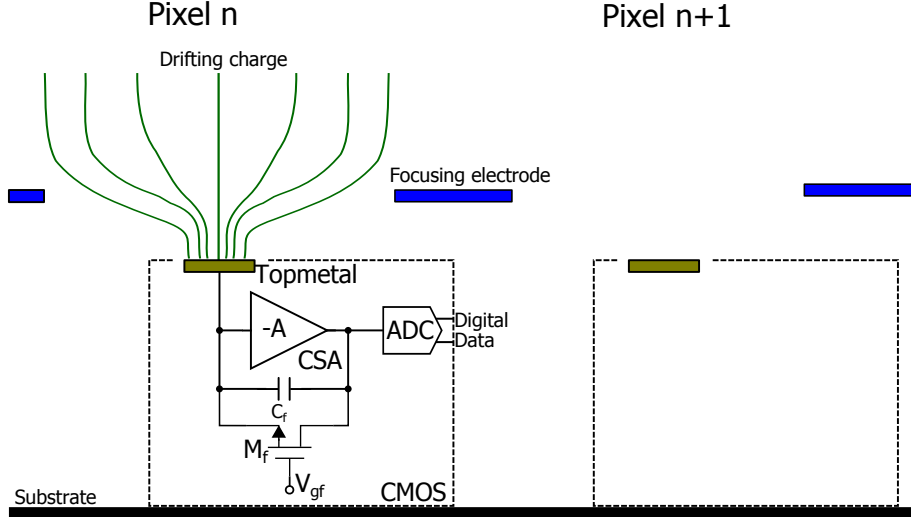 Pixel n
Pixel n+1
Drifting charge
Focusing electrode
Topmetal
-A
ADC
Digital
Data
CSA
Cf
Mf
Vgf
CMOS
Substrate